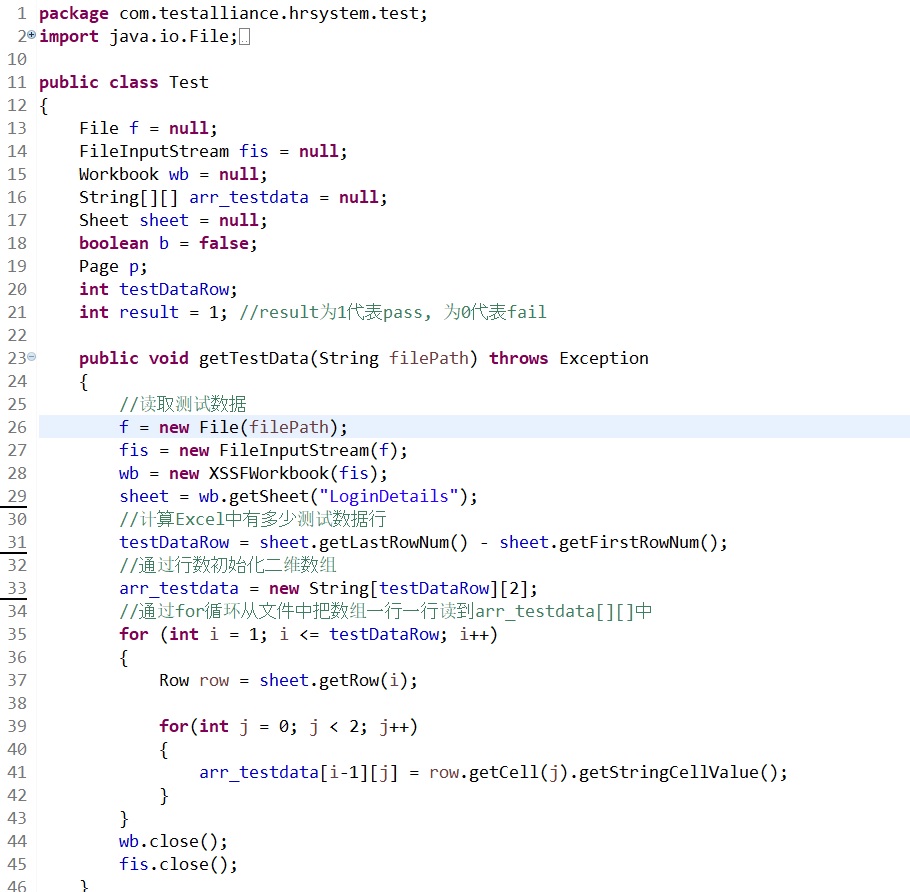 1 package com.testalliance.hrsystem.test;
2 import java.io.File;
10
11 public class Test
12 {
13     File f = null;
14     FileInputStream fis = null;
15     Workbook wb = null;
16     String[][] arr_testdata = null;
17     Sheet sheet = null;
18     boolean b = false;
19     Page p;
20     int testDataRow;
21     int result = 1; //result为1代表pass, 为0代表fail
22
23     public void getTestData(String filePath) throws Exception
24     {
25         //读取测试数据
26         f = new File(filePath);
27         fis = new FileInputStream(f);
28         wb = new XSSFWorkbook(fis);
29         sheet = wb.getSheet("LoginDetails");
30         //计算Excel中有多少测试数据行
31         testDataRow = sheet.getLastRowNum() - sheet.getFirstRowNum();
32         //通过行数初始化二维数组
33         arr_testdata = new String[testDataRow][2];
34         //通过for循环从文件中把数组一行一行读到arr_testdata[][]中
35         for (int i = 1; i <= testDataRow; i++)
36         {
37             Row row = sheet.getRow(i);
38
39             for(int j = 0; j < 2; j++)
40             {
41                 arr_testdata[i-1][j] = row.getCell(j).getStringCellValue();
42             }
43         }
44         wb.close();
45         fis.close();
46     }